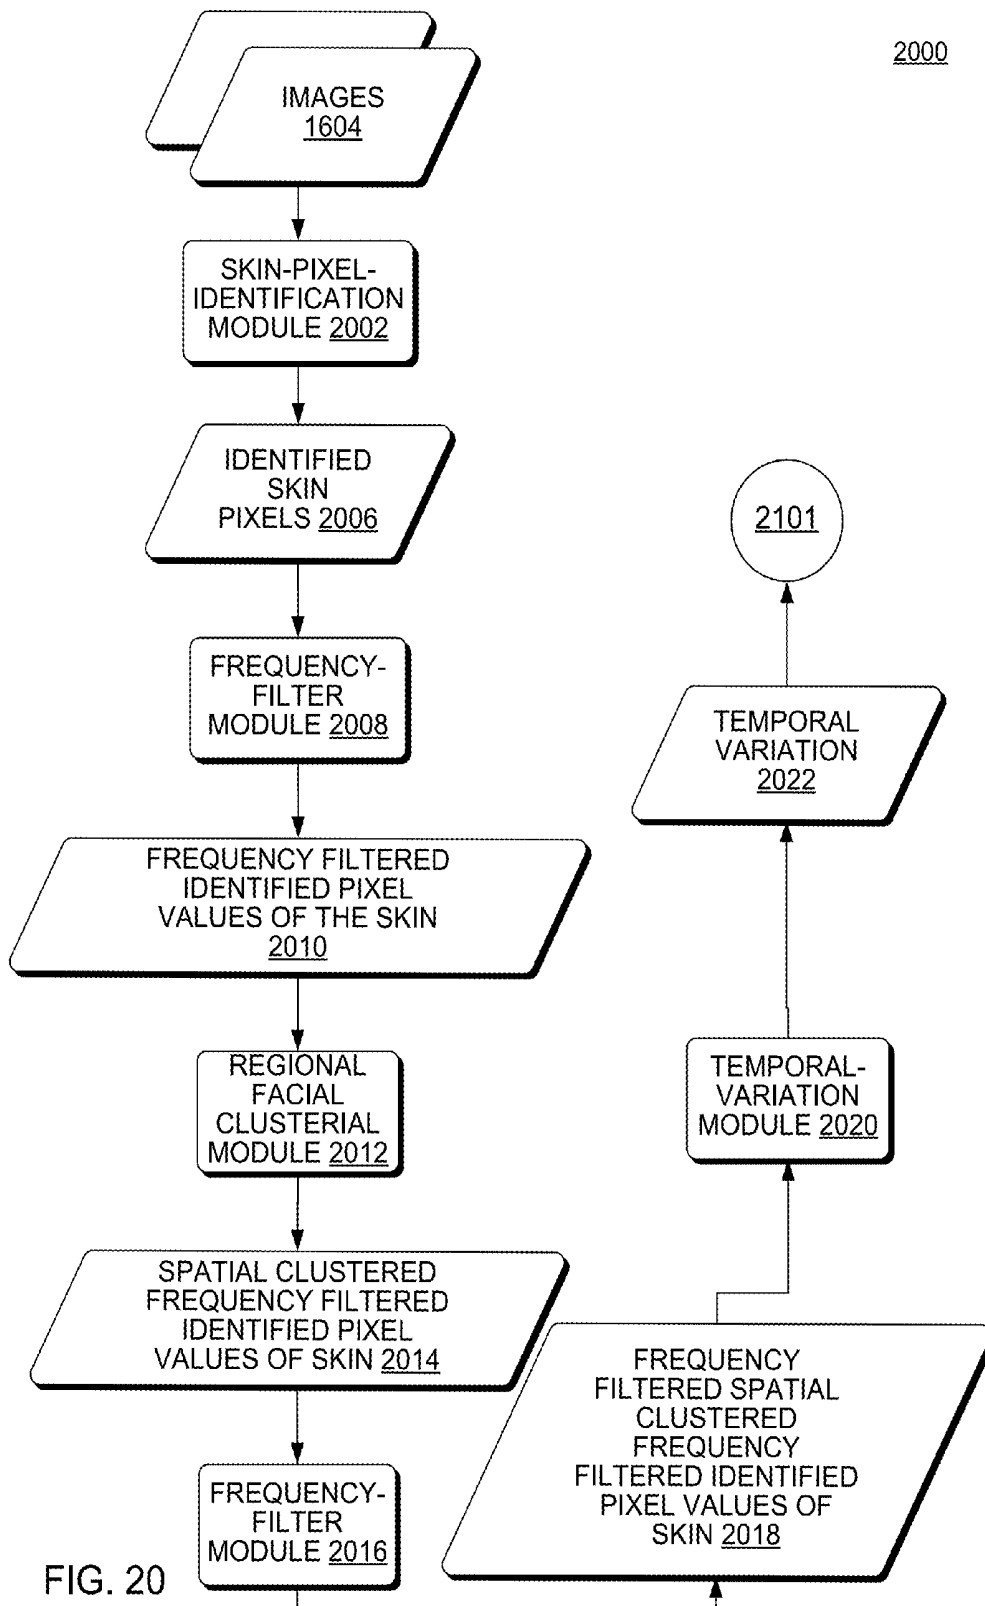 2000
IMAGES
1604
SKIN-PIXEL-
IDENTIFICATION
MODULE 2002
IDENTIFIED
SKIN
PIXELS 2006
FREQUENCY-
FILTER
MODULE 2008
FREQUENCY FILTERED
IDENTIFIED PIXEL
VALUES OF THE SKIN
2010
REGIONAL
FACIAL
CLUSTERIAL
MODULE 2012
SPATIAL CLUSTERED
FREQUENCY FILTERED
IDENTIFIED PIXEL
VALUES OF SKIN 2014
FREQUENCY-
FILTER
MODULE 2016
FREQUENCY
FILTERED SPATIAL
CLUSTERED
FREQUENCY
FILTERED IDENTIFIED
PIXEL VALUES OF
SKIN 2018
TEMPORAL-
VARIATION
MODULE 2020
TEMPORAL
VARIATION
2022
2101
FIG. 20